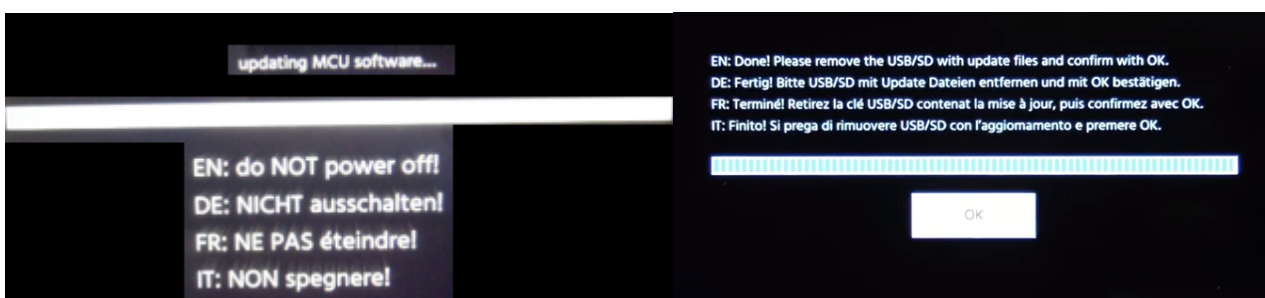 updating MCU software...
EN: do NOT power off!
DE: NICHT ausschalten!
FR: NE PAS éteindre!
IT: NON spegnere!
EN: Done! Please remove the USB/SD with update files and confirm with OK.
DE: Fertig! Bitte USB/SD mit Update Dateien entfernen und mit OK bestätigen.
FR: Terminé! Retirez la clé USB/SD contenat la mise à jour, puis confirmez avec OK.
IT: Finito! Si prega di rimuovere USB/SD con l'aggiornamento e premere OK.
OK